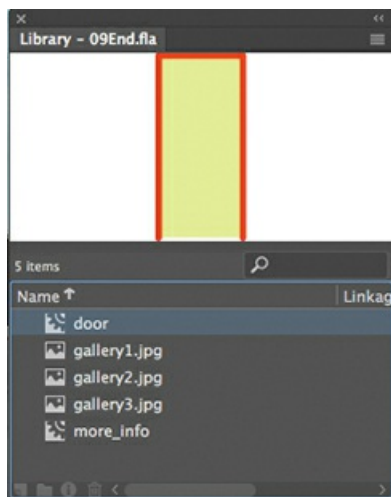 Library – 09End.fla
5 items
Name Linkag
door
gallery1.jpg
gallery2.jpg
gallery3.jpg
more_info